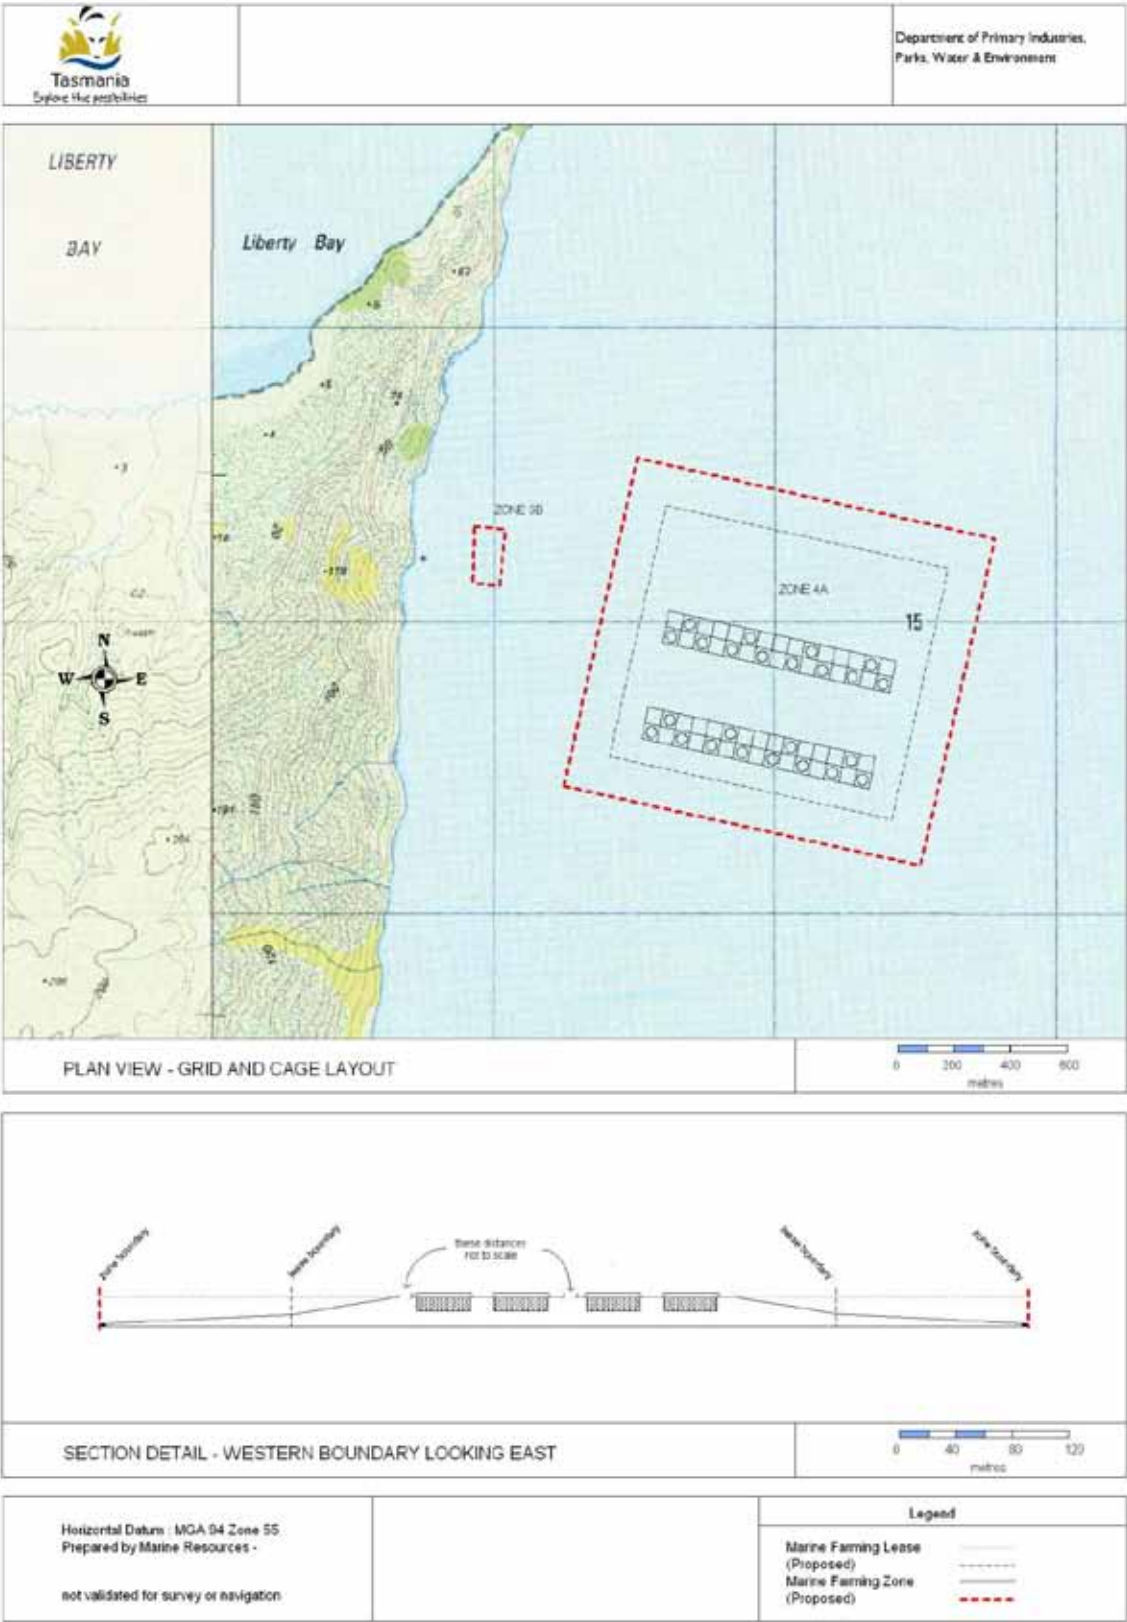 Tasmania
Explore the possibilities
Department of Primary Industries,
Parks, Water & Environment
LIBERTY
BAY
Liberty Bay
ZONE 4A
15
N
W E
S
PLAN VIEW - GRID AND CAGE LAYOUT
0 200 400 600
metres
zone boundary
lease boundary
these distances
not to scale
lease boundary
zone boundary
SECTION DETAIL - WESTERN BOUNDARY LOOKING EAST
0 40 80 120
metres
Horizontal Datum : MGA 94 Zone 55
Prepared by Marine Resources -
not validated for survey or navigation
Legend
Marine Farming Lease
(Proposed)
Marine Farming Zone
(Proposed)